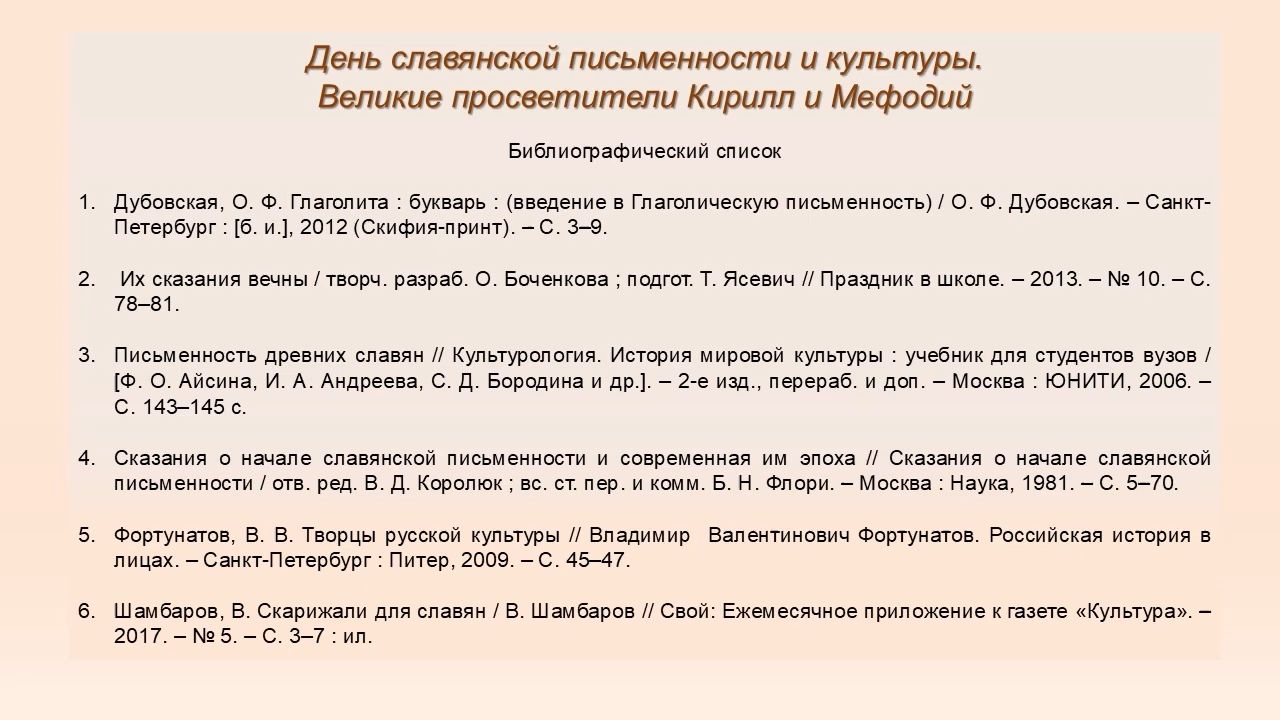 День славянской письменности и культуры.
Великие просветители Кирилл и Мефодий
Библиографический список
1. Дубовская, О. Ф. Глаголита : букварь : (введение в Глаголическую письменность) / О. Ф. Дубовская. – Санкт-
Петербург : [б. и.], 2012 (Скифия-принт). – С. 3–9.
2. Их сказания вечны / творч. разраб. О. Боченкова ; подгот. Т. Ясевич // Праздник в школе. – 2013. – № 10. – С.
78–81.
3. Письменность древних славян // Культурология. История мировой культуры : учебник для студентов вузов /
[Ф. О. Айсина, И. А. Андреева, С. Д. Бородина и др.]. – 2-е изд., перераб. и доп. – Москва : ЮНИТИ, 2006. –
С. 143–145 с.
4. Сказания о начале славянской письменности и современная им эпоха // Сказания о начале славянской
письменности / отв. ред. В. Д. Королюк ; вс. ст. пер. и комм. Б. Н. Флори. – Москва : Наука, 1981. – С. 5–70.
5. Фортунатов, В. В. Творцы русской культуры // Владимир Валентинович Фортунатов. Российская история в
лицах. – Санкт-Петербург : Питер, 2009. – С. 45–47.
6. Шамбаров, В. Скарижали для славян / В. Шамбаров // Свой: Ежемесячное приложение к газете «Культура». –
2017. – № 5. – С. 3–7 : ил.